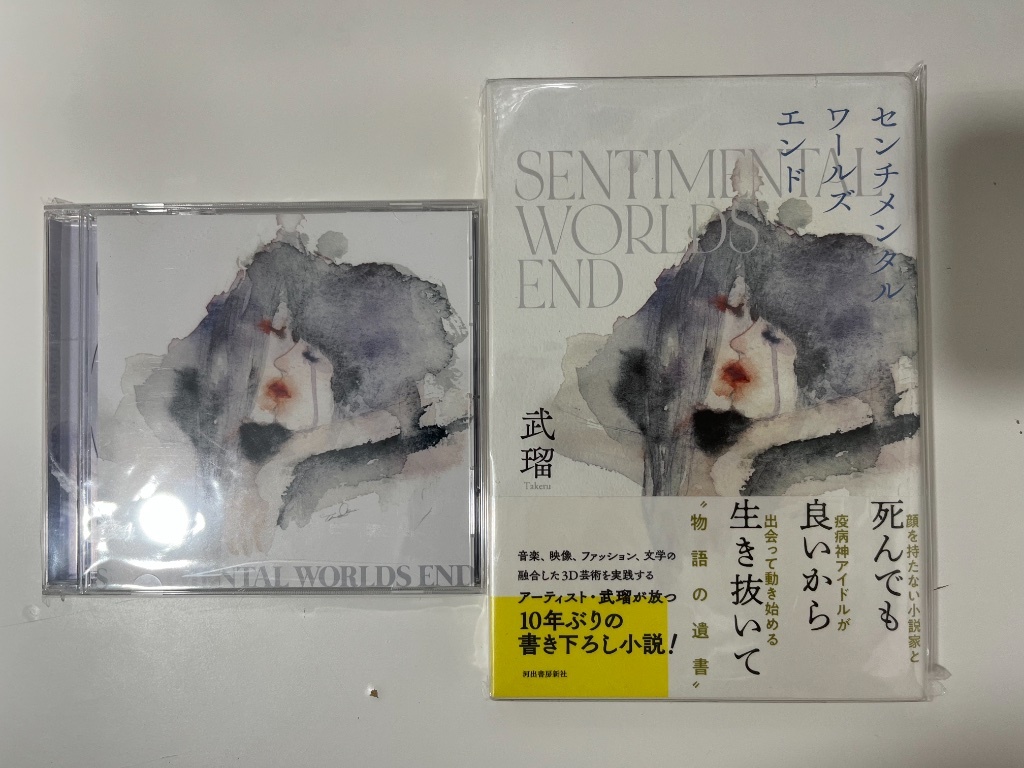 MENTAL WORLDS END
センチメンタル
ワールズ
エンド
SENTIMENTAL
WORLDS
END
武瑠
Takeru
顔を持たない小説家と
疫病神アイドルが
出会って動き始める
死んでも
良いから
生き抜いて
"物語の遺書"
音楽、映像、ファッション、文学の
融合した3D芸術を実践する
アーティスト・武瑠が放つ
10年ぶりの
書き下ろし小説!
河出書房新社